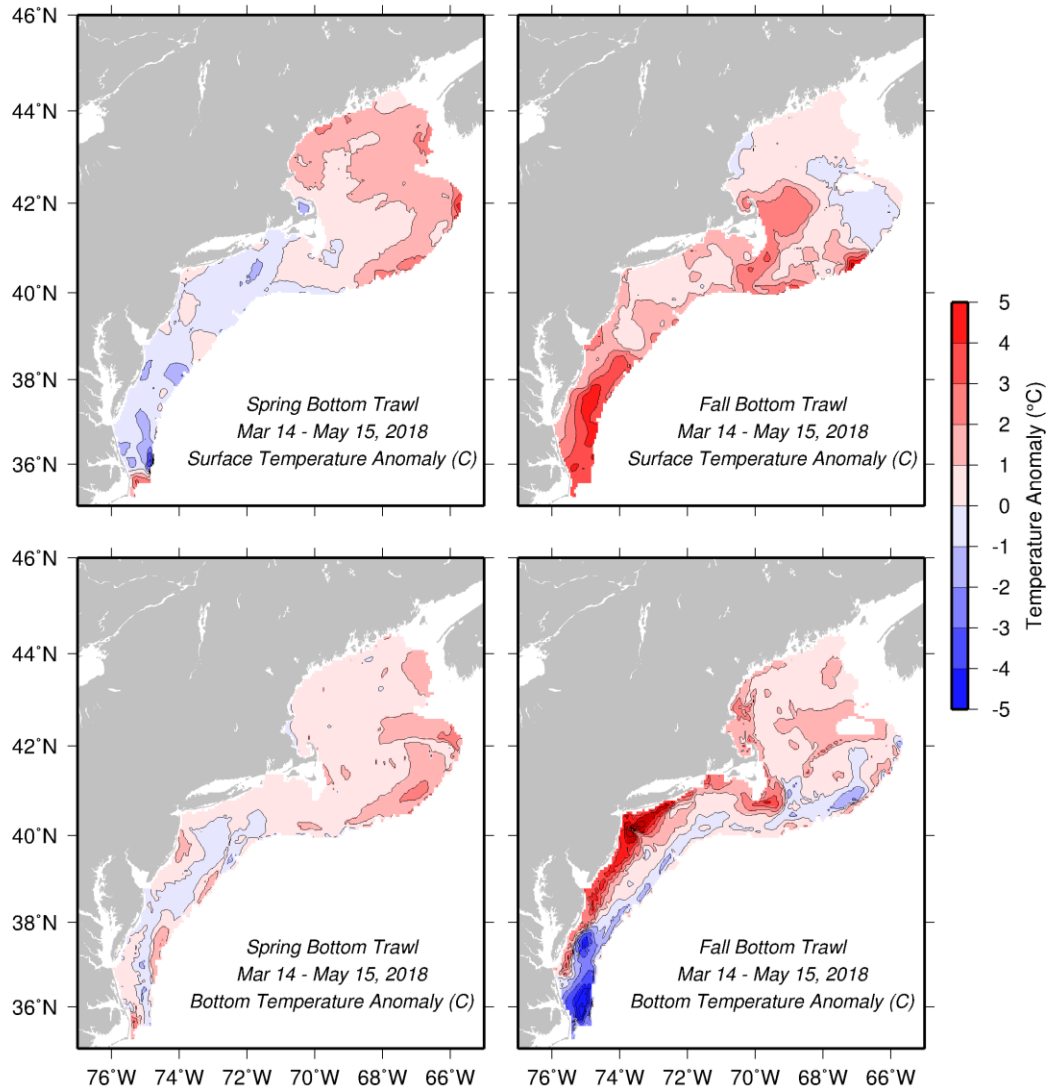 46˚N
44˚N
42˚N
40˚N
38˚N
36˚N
Spring Bottom Trawl
Mar 14 - May 15, 2018
Surface Temperature Anomaly (C)
Fall Bottom Trawl
Mar 14 - May 15, 2018
Surface Temperature Anomaly (C)
46˚N
44˚N
42˚N
40˚N
38˚N
36˚N
Spring Bottom Trawl
Mar 14 - May 15, 2018
Bottom Temperature Anomaly (C)
Fall Bottom Trawl
Mar 14 - May 15, 2018
Bottom Temperature Anomaly (C)
76˚W 74˚W 72˚W 70˚W 68˚W 66˚W
76˚W 74˚W 72˚W 70˚W 68˚W 66˚W
5
4
3
2
1
0
-1
-2
-3
-4
-5
Temperature Anomaly (°C)